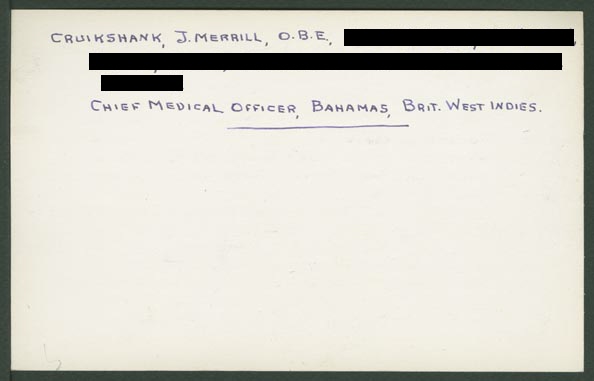 CRUIKSHANK, J. MERRILL, O.B.E.,
CHIEF MEDICAL OFFICER, BAHAMAS, BRIT. WEST INDIES.